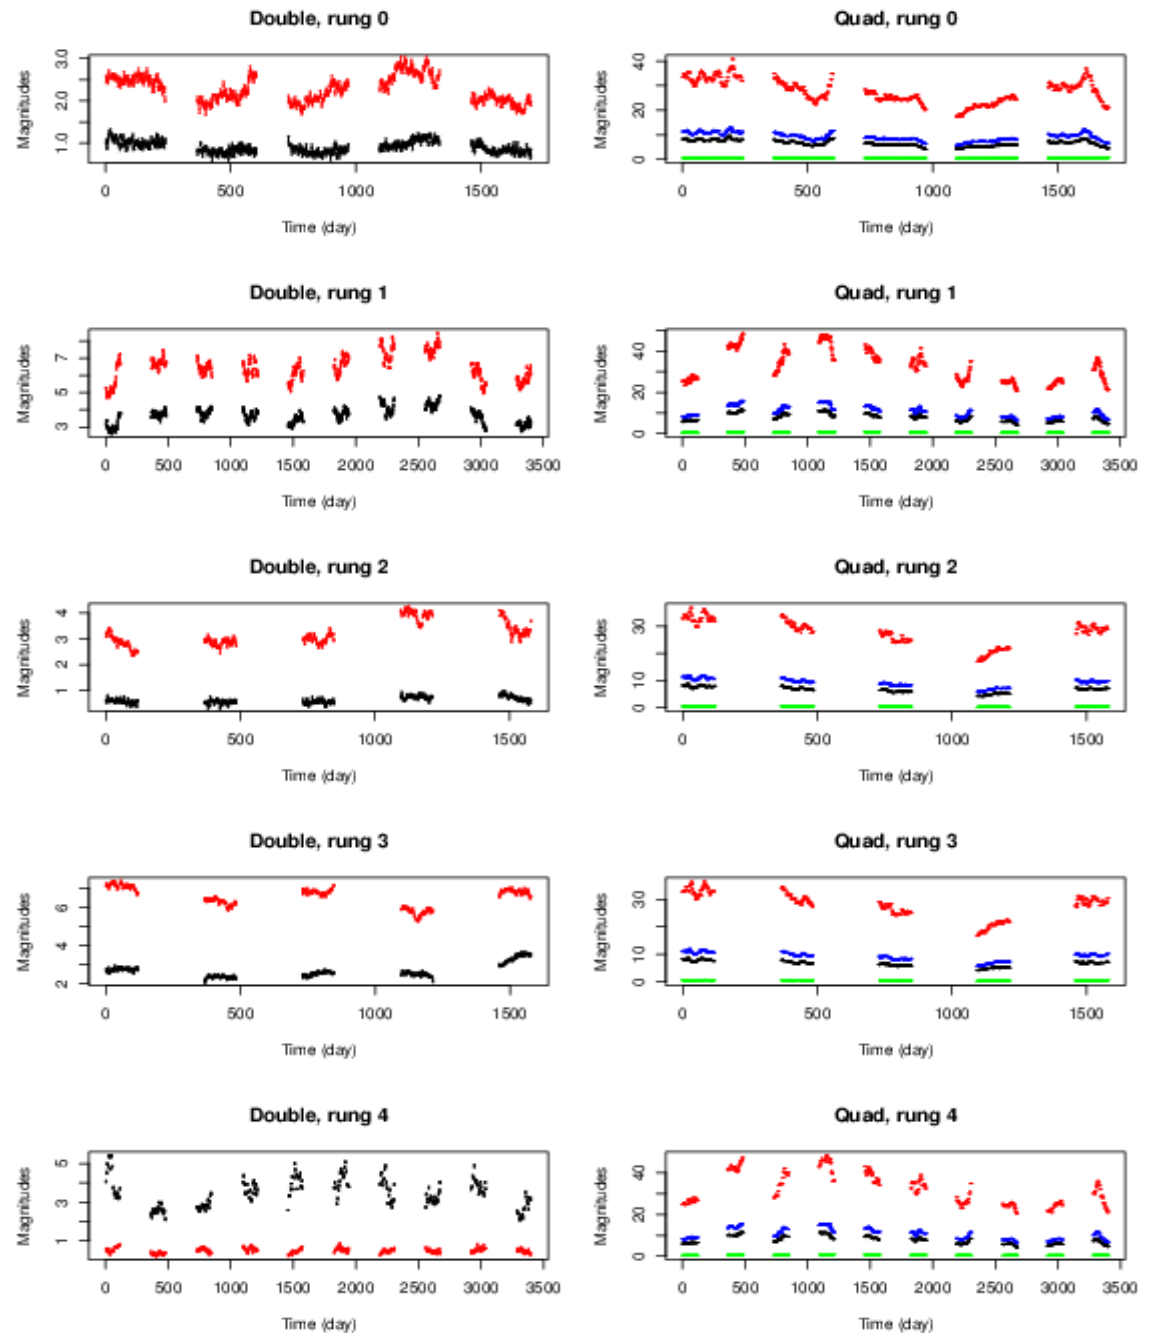 Double, rung 0
Magnitudes
3.0
2.0
1.0
0 500 1000 1500
Time (day)
Quad, rung 0
Magnitudes
40
20
0
0 500 1000 1500
Time (day)
Double, rung 1
Magnitudes
7
5
3
0 500 1000 1500 2000 2500 3000 3500
Time (day)
Quad, rung 1
Magnitudes
40
20
0
0 500 1000 1500 2000 2500 3000 3500
Time (day)
Double, rung 2
Magnitudes
4
3
2
1
0 500 1000 1500
Time (day)
Quad, rung 2
Magnitudes
30
10
0
0 500 1000 1500
Time (day)
Double, rung 3
Magnitudes
6
4
2
0 500 1000 1500
Time (day)
Quad, rung 3
Magnitudes
30
10
0
0 500 1000 1500
Time (day)
Double, rung 4
Magnitudes
5
3
1
0 500 1000 1500 2000 2500 3000 3500
Time (day)
Quad, rung 4
Magnitudes
40
20
0
0 500 1000 1500 2000 2500 3000 3500
Time (day)